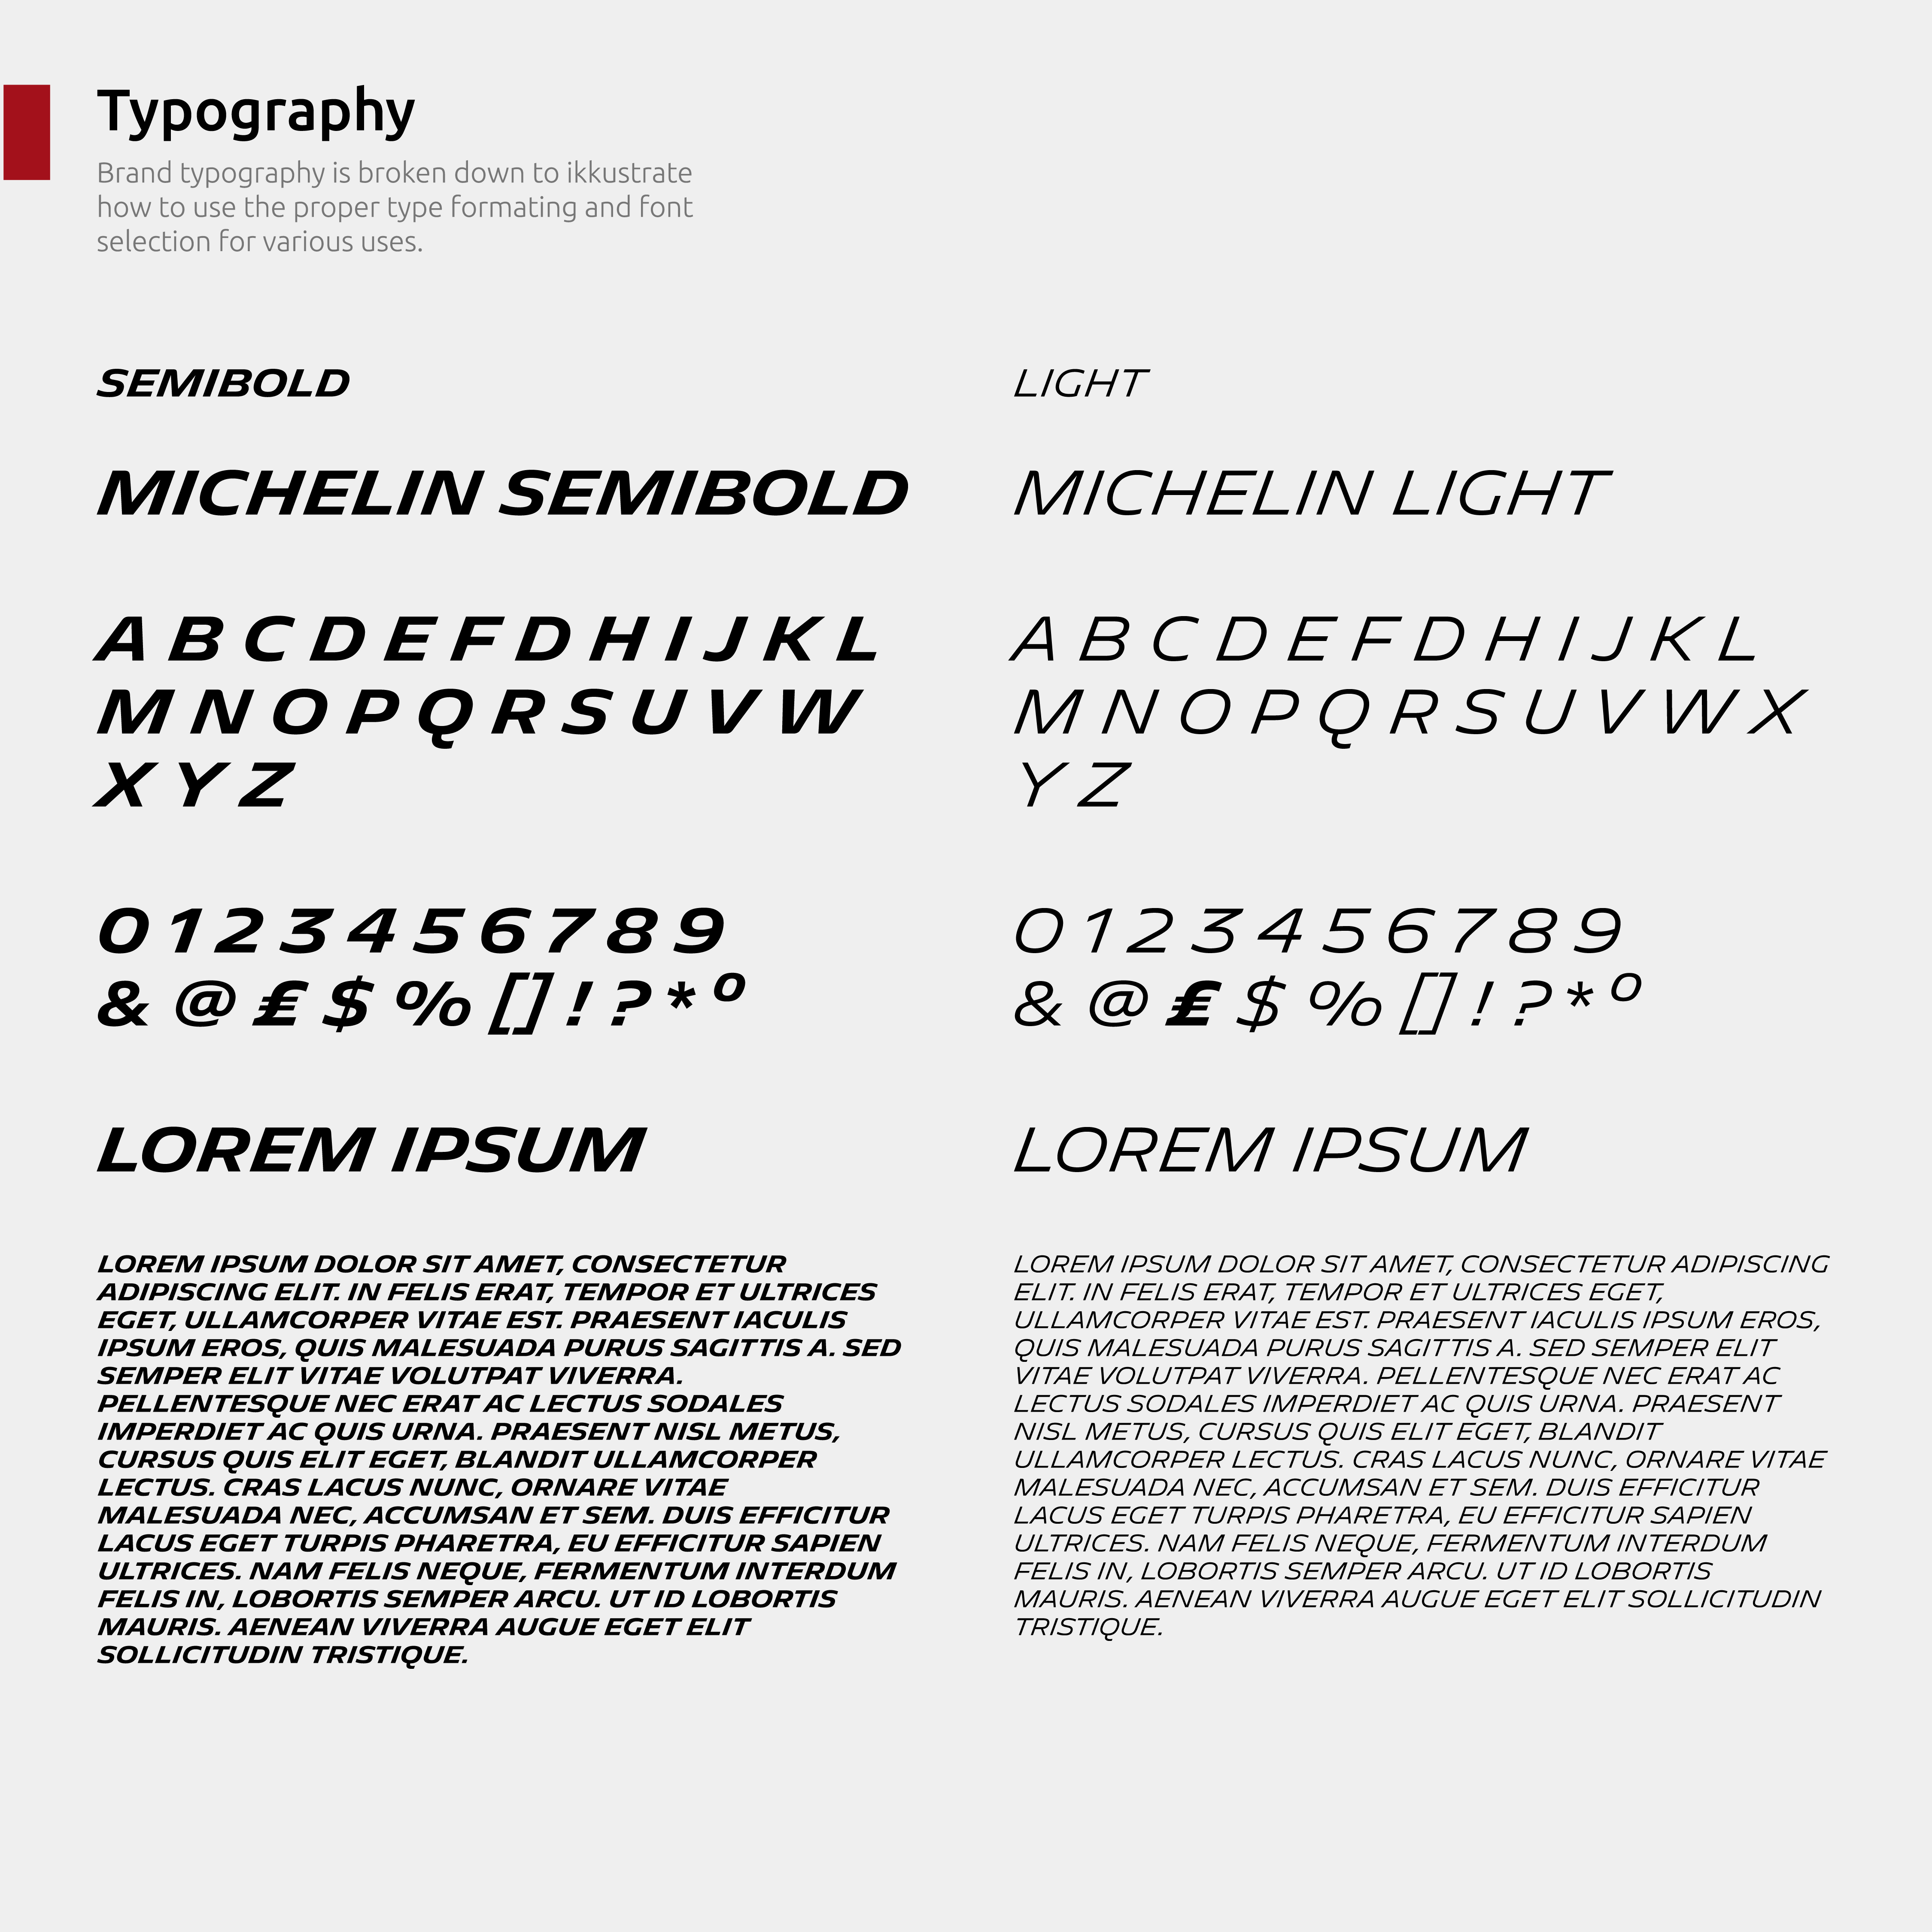 Typography
Brand typography is broken down to ikkustrate
how to use the proper type formating and font
selection for various uses.
SEMIBOLD
MICHELIN SEMIBOLD
A B C D E F D H I J K L
M N O P Q R S U V W
X Y Z
0 1 2 3 4 5 6 7 8 9
& @ ₤ $ % [] ! ? * º
LOREM IPSUM
LOREM IPSUM DOLOR SIT AMET, CONSECTETUR
ADIPISCING ELIT. IN FELIS ERAT, TEMPOR ET ULTRICES
EGET, ULLAMCORPER VITAE EST. PRAESENT IACULIS
IPSUM EROS, QUIS MALESUADA PURUS SAGITTIS A. SED
SEMPER ELIT VITAE VOLUTPAT VIVERRA.
PELLENTESQUE NEC ERAT AC LECTUS SODALES
IMPERDIET AC QUIS URNA. PRAESENT NISL METUS,
CURSUS QUIS ELIT EGET, BLANDIT ULLAMCORPER
LECTUS. CRAS LACUS NUNC, ORNARE VITAE
MALESUADA NEC, ACCUMSAN ET SEM. DUIS EFFICITUR
LACUS EGET TURPIS PHARETRA, EU EFFICITUR SAPIEN
ULTRICES. NAM FELIS NEQUE, FERMENTUM INTERDUM
FELIS IN, LOBORTIS SEMPER ARCU. UT ID LOBORTIS
MAURIS. AENEAN VIVERRA AUGUE EGET ELIT
SOLLICITUDIN TRISTIQUE.
LIGHT
MICHELIN LIGHT
A B C D E F D H I J K L
M N O P Q R S U V W X
Y Z
0 1 2 3 4 5 6 7 8 9
& @ ₤ $ % [] ! ? * º
LOREM IPSUM
LOREM IPSUM DOLOR SIT AMET, CONSECTETUR ADIPISCING
ELIT. IN FELIS ERAT, TEMPOR ET ULTRICES EGET,
ULLAMCORPER VITAE EST. PRAESENT IACULIS IPSUM EROS,
QUIS MALESUADA PURUS SAGITTIS A. SED SEMPER ELIT
VITAE VOLUTPAT VIVERRA. PELLENTESQUE NEC ERAT AC
LECTUS SODALES IMPERDIET AC QUIS URNA. PRAESENT
NISL METUS, CURSUS QUIS ELIT EGET, BLANDIT
ULLAMCORPER LECTUS. CRAS LACUS NUNC, ORNARE VITAE
MALESUADA NEC, ACCUMSAN ET SEM. DUIS EFFICITUR
LACUS EGET TURPIS PHARETRA, EU EFFICITUR SAPIEN
ULTRICES. NAM FELIS NEQUE, FERMENTUM INTERDUM
FELIS IN, LOBORTIS SEMPER ARCU. UT ID LOBORTIS
MAURIS. AENEAN VIVERRA AUGUE EGET ELIT SOLLICITUDIN
TRISTIQUE.